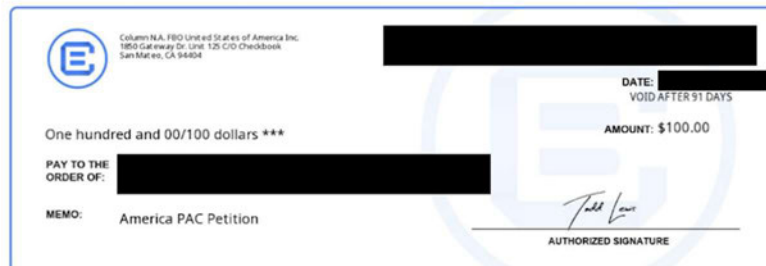 Column N.A. FBO United States of America Inc.
1850 Gateway Dr. Unit 125 C/O Checkbook
San Mateo, CA 94404
DATE:
VOID AFTER 91 DAYS
One hundred and 00/100 dollars ***
AMOUNT: $100.00
PAY TO THE
ORDER OF:
MEMO: America PAC Petition
Todd Lewis
AUTHORIZED SIGNATURE